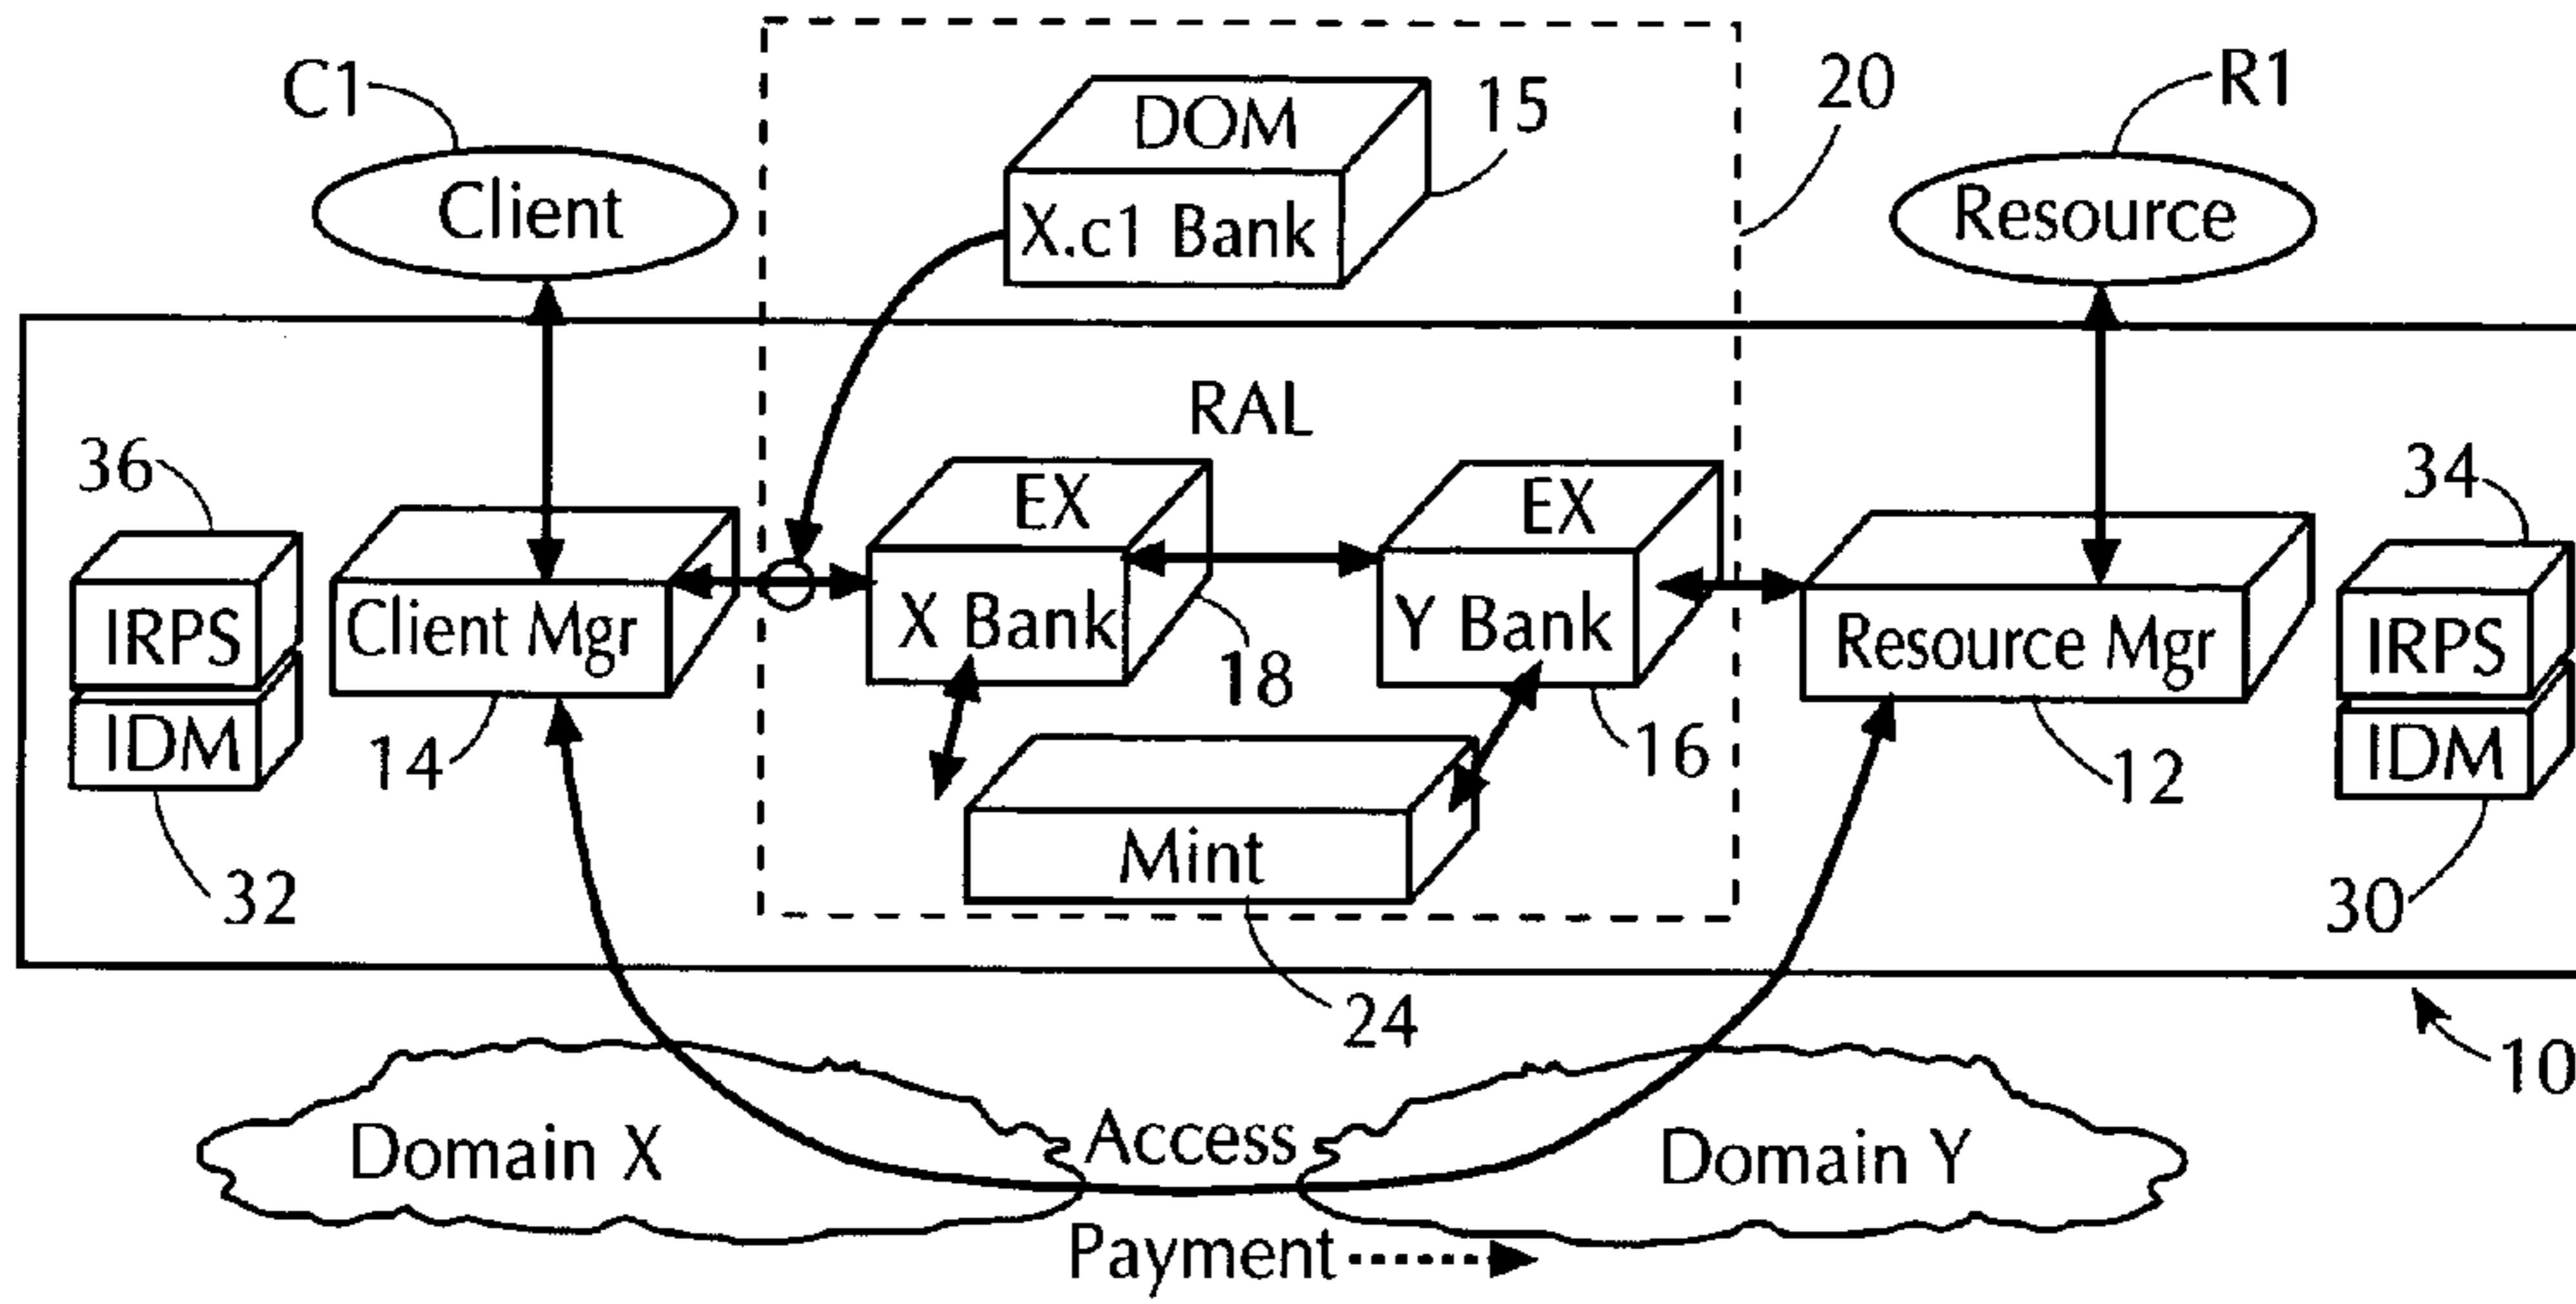 C1
Client
DOM
X.c1 Bank
15
20
R1
Resource
RAL
36
IRPS
IDM
32
Client Mgr
14
EX
X Bank
18
EX
Y Bank
16
Mint
24
Resource Mgr
12
34
IRPS
IDM
30
10
Domain X
Access
Domain Y
Payment